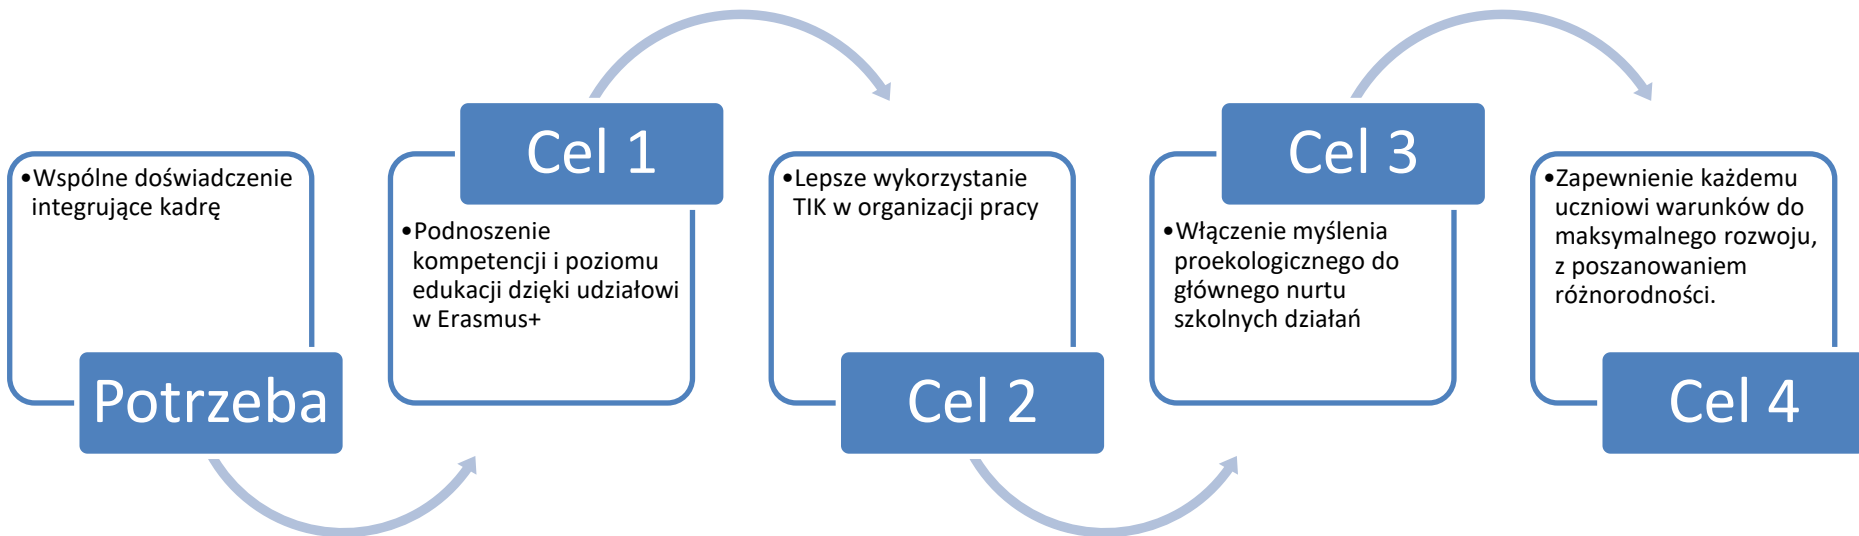 •Wspólne doświadczenie
integrujące kadrę
Potrzeba
Cel 1
•Podnoszenie
kompetencji i poziomu
edukacji dzięki udziałowi
w Erasmus+
•Lepsze wykorzystanie
TIK w organizacji pracy
Cel 2
Cel 3
•Włączenie myślenia
proekologicznego do
głównego nurtu
szkolnych działań
•Zapewnienie każdemu
uczniowi warunków do
maksymalnego rozwoju,
z poszanowaniem
różnorodności.
Cel 4